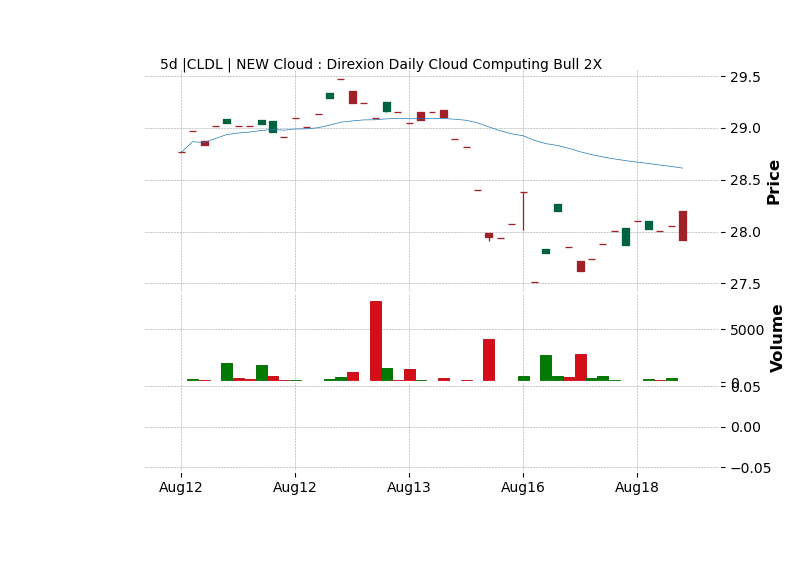 5d |CLDL | NEW Cloud : Direxion Daily Cloud Computing Bull 2X
29.5
29.0
28.5
28.0
27.5
Price
5000
0
Volume
0.05
0.00
−0.05
Aug12 Aug12 Aug13 Aug16 Aug18